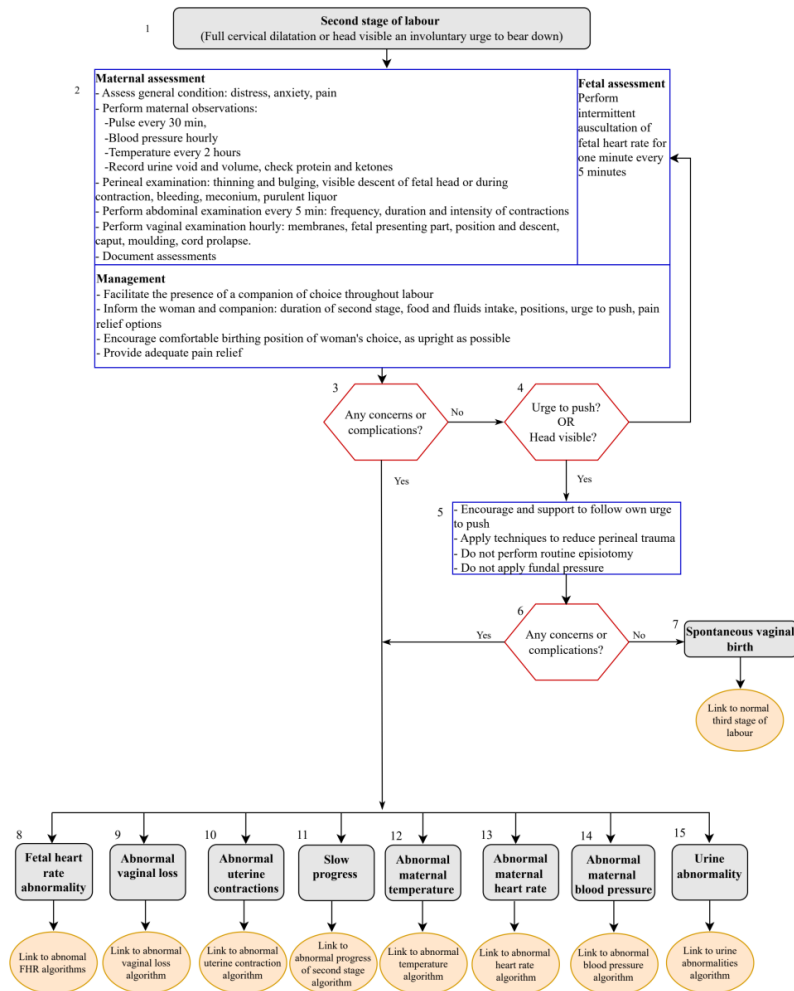 1
Second stage of labour
(Full cervical dilatation or head visible an involuntary urge to bear down)
2
Maternal assessment
- Assess general condition: distress, anxiety, pain
- Perform maternal observations:
-Pulse every 30 min,
-Blood pressure hourly
-Temperature every 2 hours
-Record urine void and volume, check protein and ketones
- Perineal examination: thinning and bulging, visible descent of fetal head or during
contraction, bleeding, meconium, purulent liquor
- Perform abdominal examination every 5 min: frequency, duration and intensity of contractions
- Perform vaginal examination hourly: membranes, fetal presenting part, position and descent,
caput, moulding, cord prolapse.
- Document assessments
Fetal assessment
Perform
intermittent
auscultation of
fetal heart rate for
one minute every
5 minutes
Management
- Facilitate the presence of a companion of choice throughout labour
- Inform the woman and companion: duration of second stage, food and fluids intake, positions, urge to push, pain
relief options
- Encourage comfortable birthing position of woman's choice, as upright as possible
- Provide adequate pain relief
3
Any concerns or
complications?
No
4
Urge to push?
OR
Head visible?
Yes
Yes
5
- Encourage and support to follow own urge
to push
- Apply techniques to reduce perineal trauma
- Do not perform routine episiotomy
- Do not apply fundal pressure
6
Any concerns or
complications?
Yes
No
7
Spontaneous vaginal
birth
Link to normal
third stage of
labour
8
Fetal heart
rate
abnormality
9
Abnormal
vaginal loss
10
Abnormal
uterine
contractions
11
Slow
progress
12
Abnormal
maternal
temperature
13
Abnormal
maternal
heart rate
14
Abnormal
maternal
blood pressure
15
Urine
abnormality
Link to abnomal
FHR algorithms
Link to abnormal
vaginal loss
algorithm
Link to abnormal
uterine contraction
algorithm
Link to
abnormal progress
of second stage
algorithm
Link to abnormal
temperature
algorithm
Link to abnormal
heart rate algorithm
Link to abnormal
blood pressure
algorithm
Link to urine
abnormalities
algorithm